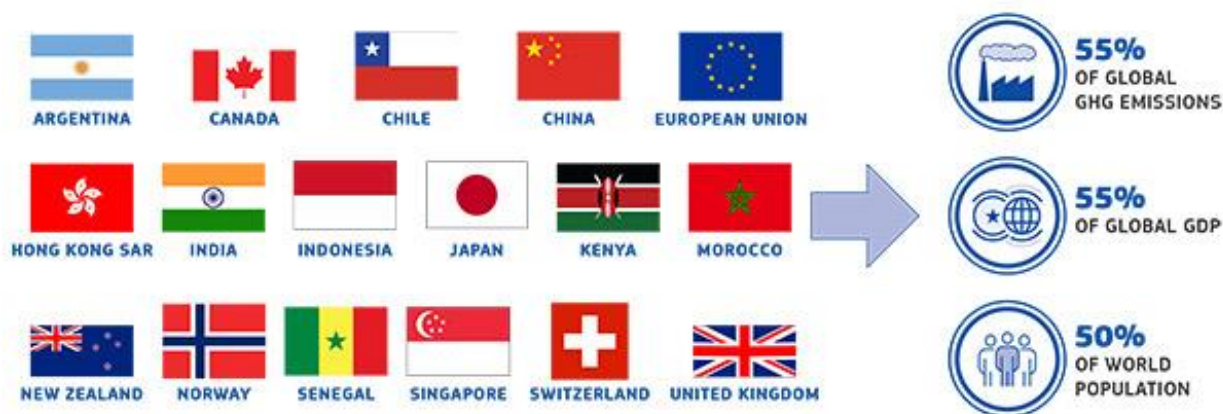 ARGENTINA CANADA CHILE CHINA EUROPEAN UNION
HONG KONG SAR INDIA INDONESIA JAPAN KENYA MOROCCO
NEW ZEALAND NORWAY SENEGAL SINGAPORE SWITZERLAND UNITED KINGDOM
55%
OF GLOBAL
GHG EMISSIONS
55%
OF GLOBAL GDP
50%
OF WORLD
POPULATION